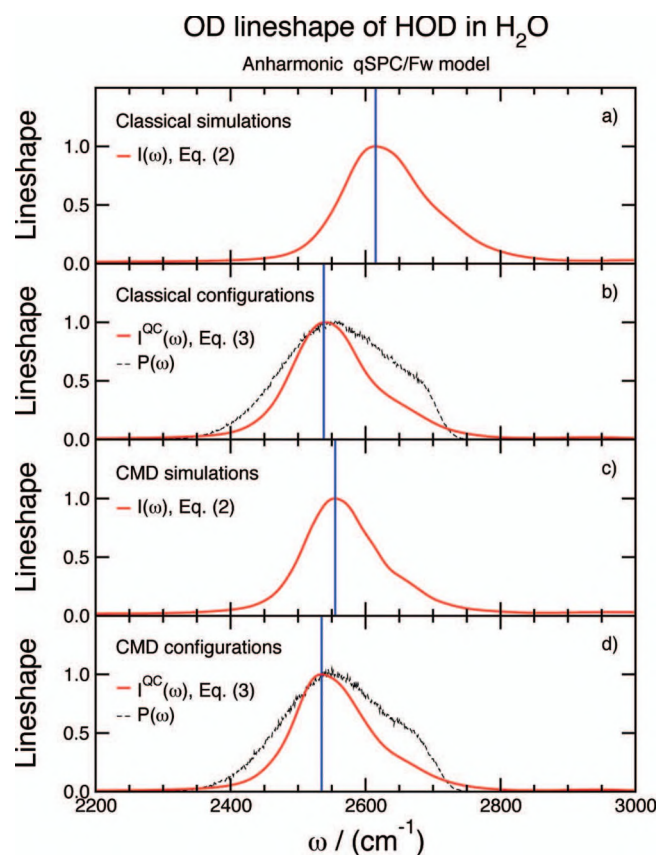 OD lineshape of HOD in H₂O
Anharmonic qSPC/Fw model
Classical simulations
a)
I(ω), Eq. (2)
Lineshape
1.0
0.5
0.0
Classical configurations
b)
I^QC(ω), Eq. (3)
P(ω)
Lineshape
1.0
0.5
0.0
CMD simulations
c)
I(ω), Eq. (2)
Lineshape
1.0
0.5
0.0
CMD configurations
d)
I^QC(ω), Eq. (3)
P(ω)
Lineshape
1.0
0.5
0.0
2200 2400 2600 2800 3000
ω / (cm⁻¹)